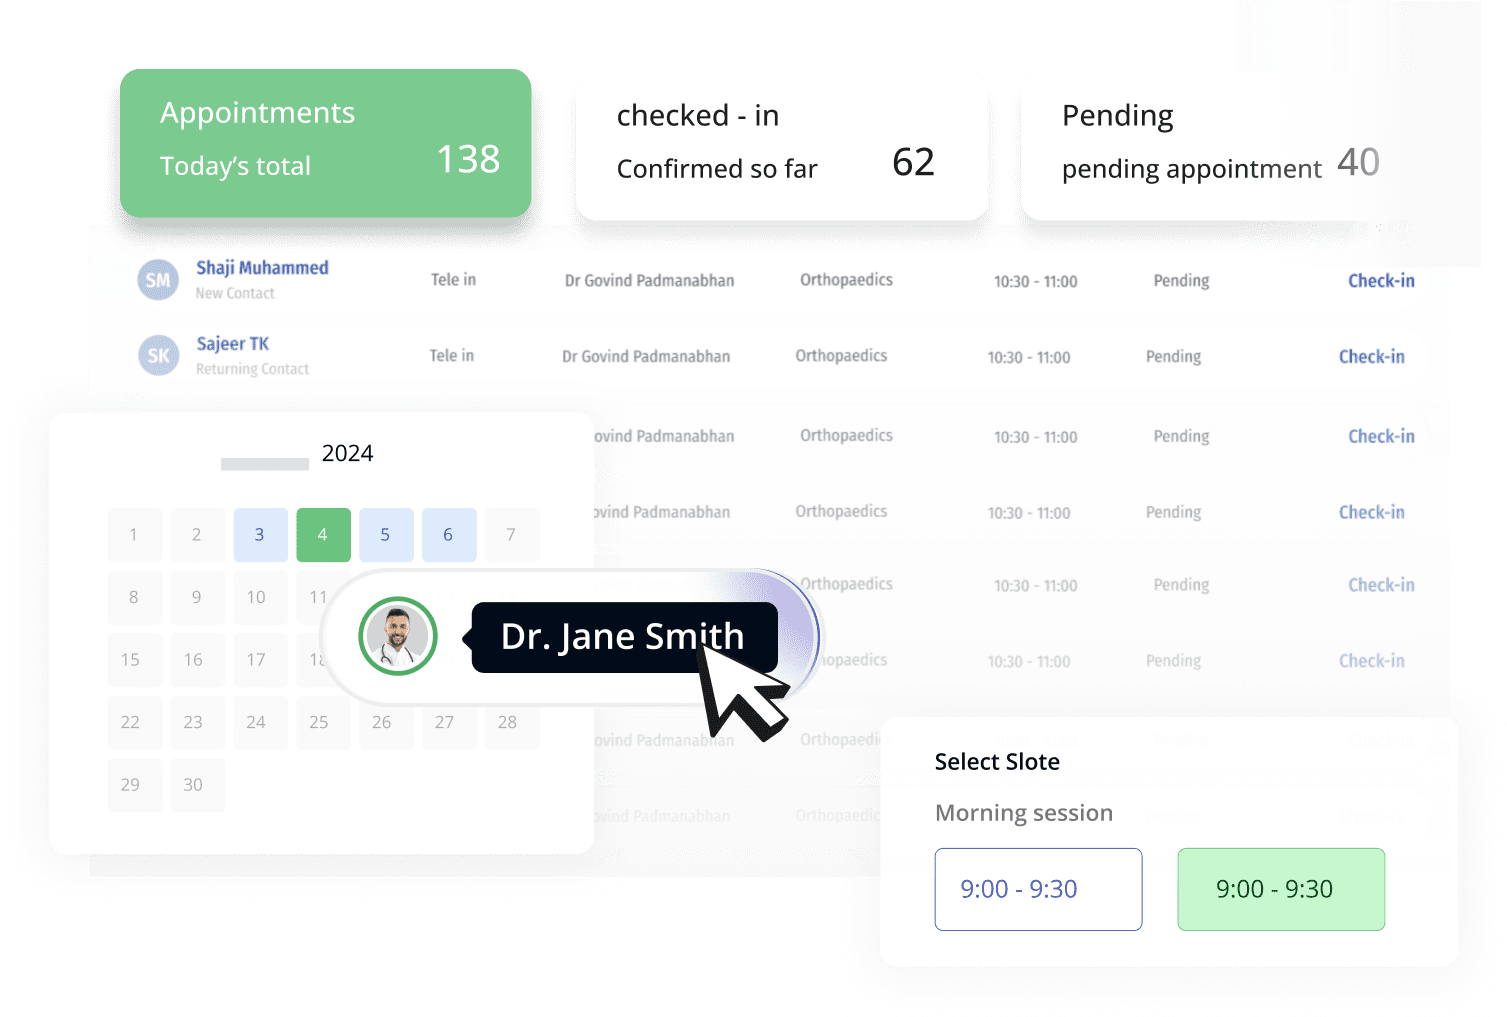 Appointments
Today’s total 138
checked - in
Confirmed so far 62
Pending
pending appointment 40
SM Shaji Muhammed Tele in Dr Govind Padmanabhan Orthopaedics 10:30 - 11:00 Pending Check-in
New Contact
SK Sajeer TK Tele in Dr Govind Padmanabhan Orthopaedics 10:30 - 11:00 Pending Check-in
Returning Contact
ovind Padmanabhan Orthopaedics 10:30 - 11:00 Pending Check-in
ovind Padmanabhan Orthopaedics 10:30 - 11:00 Pending Check-in
Orthopaedics 10:30 - 11:00 Pending Check-in
hopaedics 10:30 - 11:00 Pending Check-in
ovind Padmanabhan Orthopaedi
ovind Padmanabhan Orthopaedic
2024
1 2 3 4 5 6 7
8 9 10 11
15 16 17 18
22 23 24 25 26 27 28
29 30
Dr. Jane Smith
Select Slote
Morning session
9:00 - 9:30 9:00 - 9:30